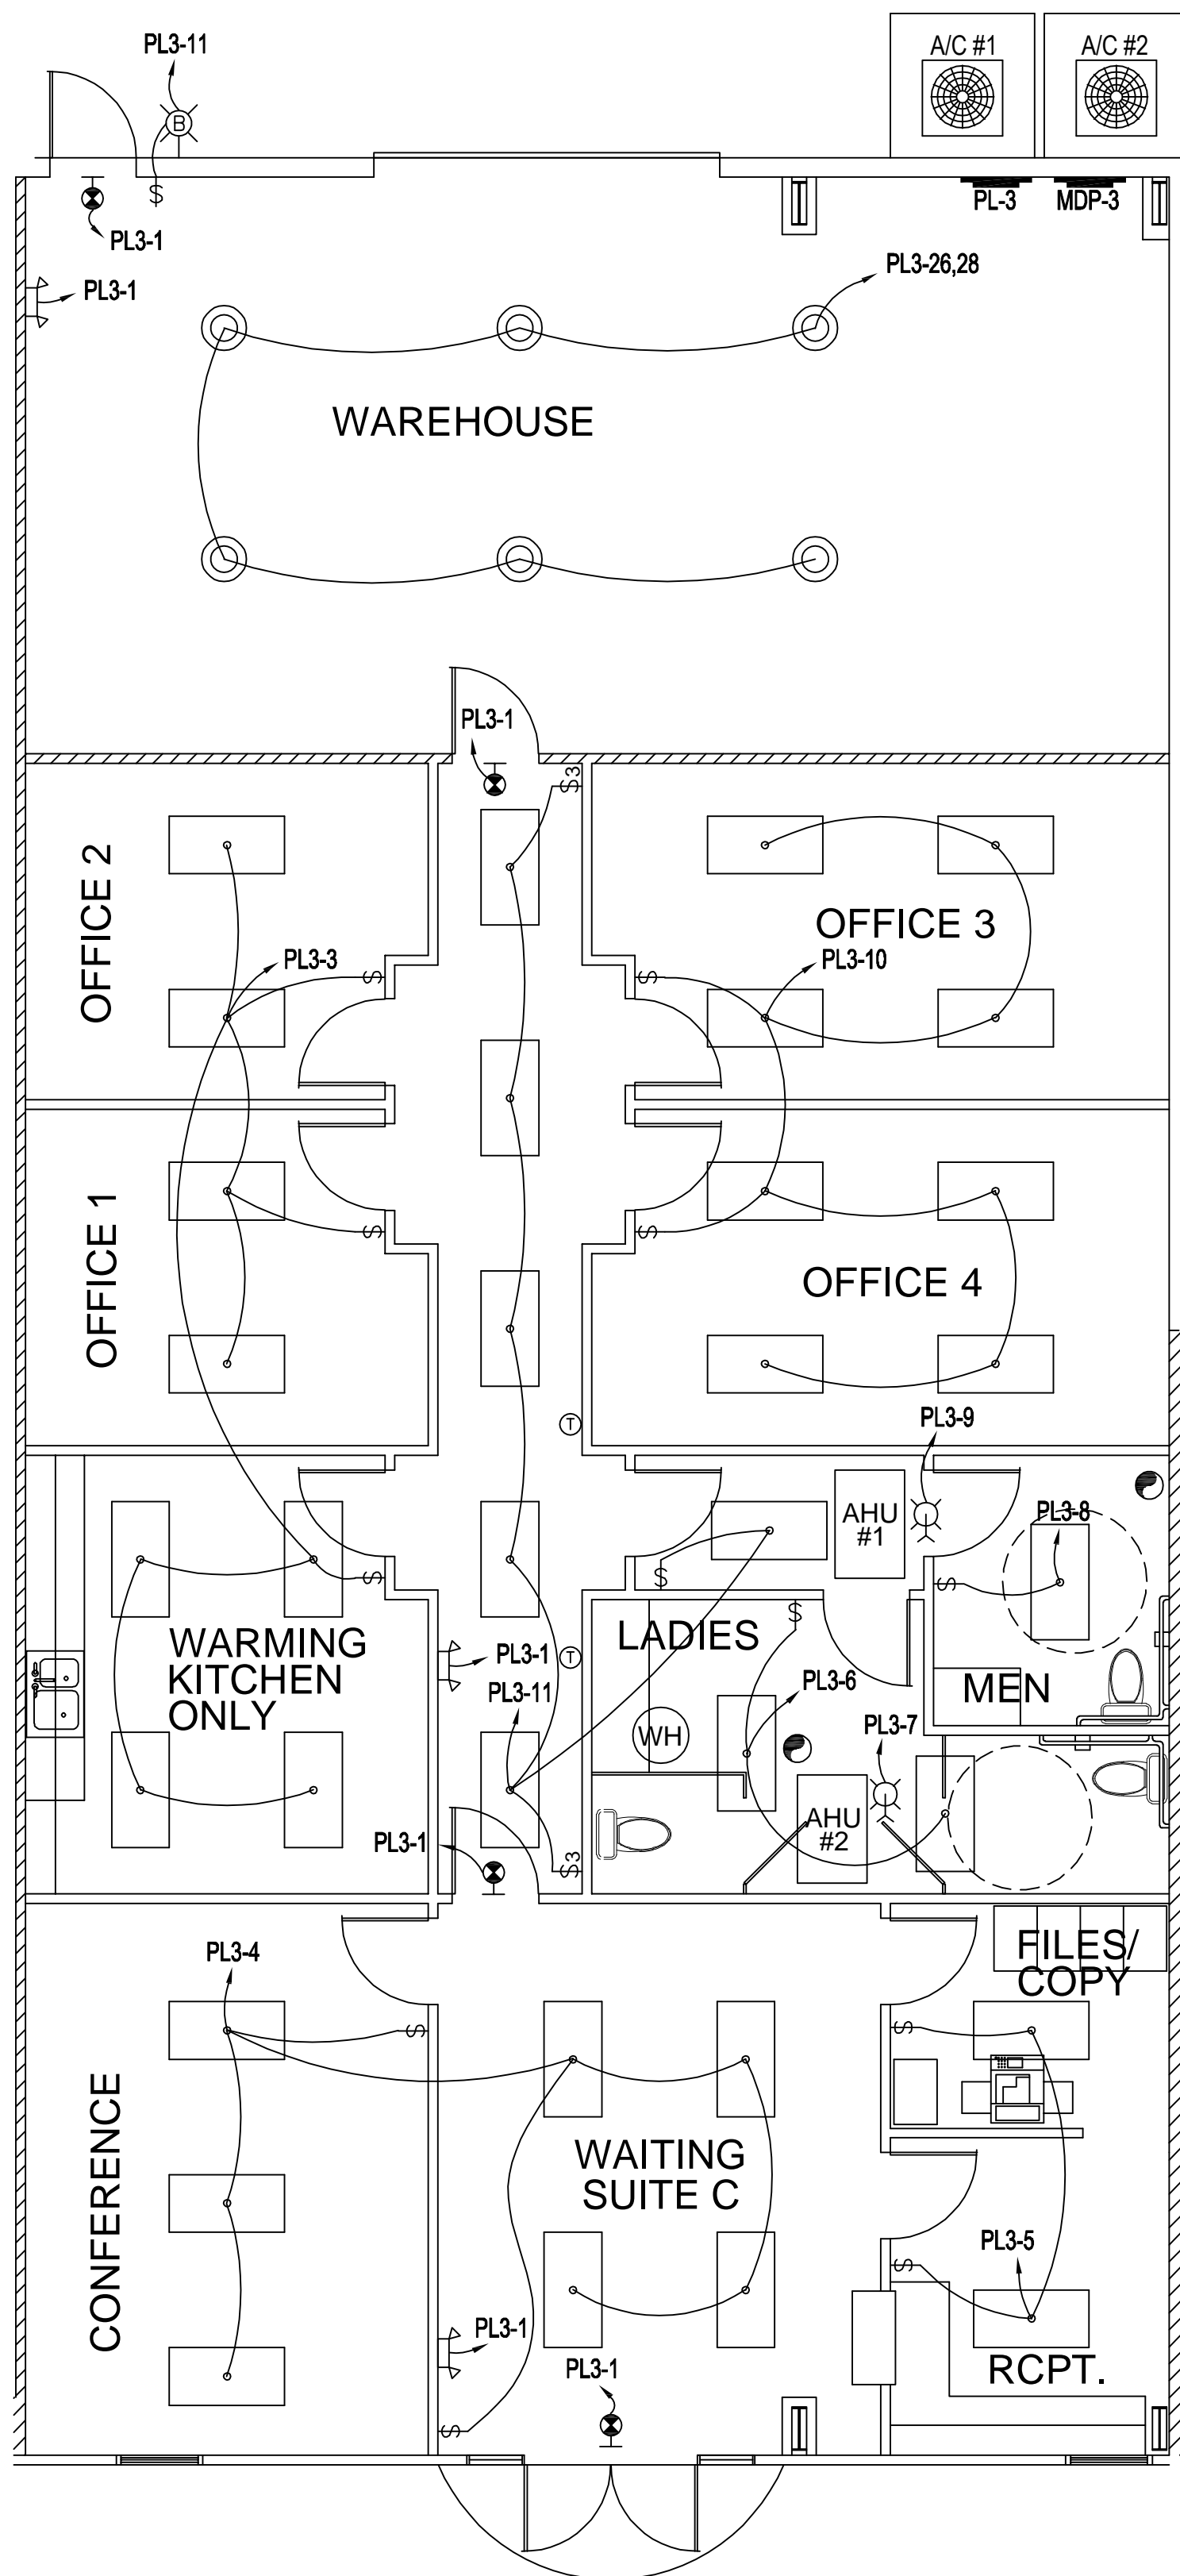 A/C #1
A/C #2
PL3-11
B
$
PL-3
MDP-3
PL3-1
PL3-1
PL3-26,28
WAREHOUSE
PL3-1
$3
OFFICE 2
PL3-3
$
$
OFFICE 3
PL3-10
OFFICE 1
$
$
OFFICE 4
T
PL3-9
AHU
#1
PL3-8
$
$
$
$
WARMING
KITCHEN
ONLY
PL3-1
T
PL3-11
LADIES
PL3-6
MEN
WH
PL3-7
AHU
#2
PL3-1
$3
PL3-4
FILES/
COPY
$
$
CONFERENCE
WAITING
SUITE C
PL3-5
$
PL3-1
PL3-1
RCPT.
$